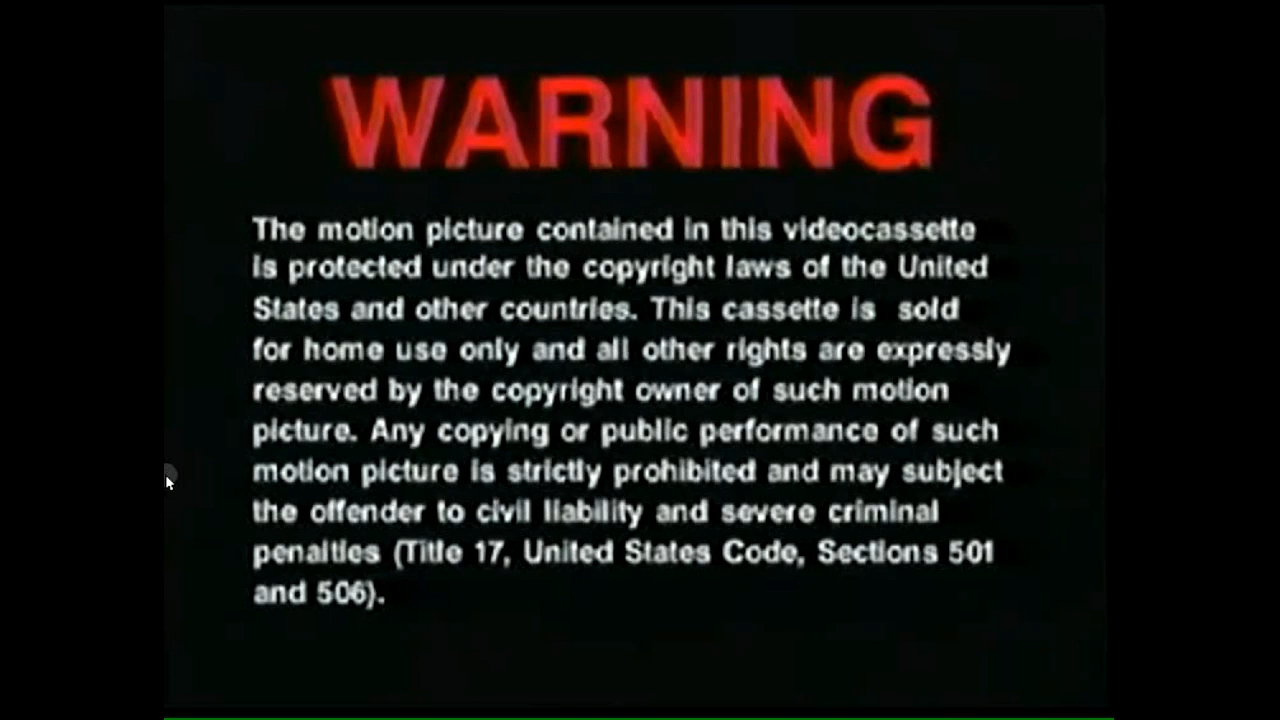 WARNING
The motion picture contained in this videocassette
is protected under the copyright laws of the United
States and other countries. This cassette is sold
for home use only and all other rights are expressly
reserved by the copyright owner of such motion
picture. Any copying or public performance of such
motion picture is strictly prohibited and may subject
the offender to civil liability and severe criminal
penalties (Title 17, United States Code, Sections 501
and 506).